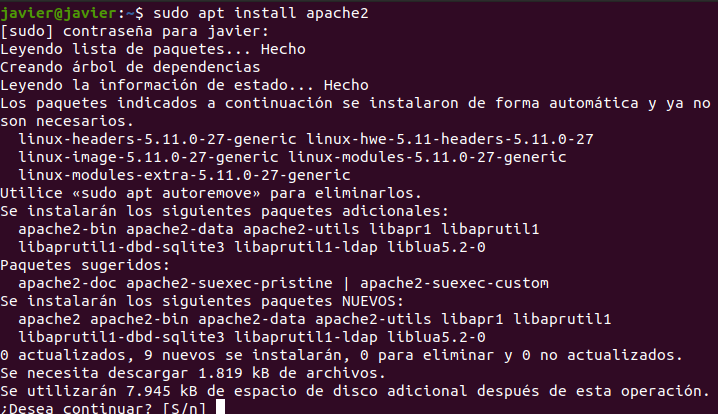 javier@javier:~$ sudo apt install apache2
[sudo] contraseña para javier:
Leyendo lista de paquetes... Hecho
Creando árbol de dependencias
Leyendo la información de estado... Hecho
Los paquetes indicados a continuación se instalaron de forma automática y ya no
son necesarios.
  linux-headers-5.11.0-27-generic linux-hwe-5.11-headers-5.11.0-27
  linux-image-5.11.0-27-generic linux-modules-5.11.0-27-generic
  linux-modules-extra-5.11.0-27-generic
Utilice «sudo apt autoremove» para eliminarlos.
Se instalarán los siguientes paquetes adicionales:
  apache2-bin apache2-data apache2-utils libapr1 libaprutil1
  libaprutil1-dbd-sqlite3 libaprutil1-ldap liblua5.2-0
Paquetes sugeridos:
  apache2-doc apache2-suexec-pristine | apache2-suexec-custom
Se instalarán los siguientes paquetes NUEVOS:
  apache2 apache2-bin apache2-data apache2-utils libapr1 libaprutil1
  libaprutil1-dbd-sqlite3 libaprutil1-ldap liblua5.2-0
0 actualizados, 9 nuevos se instalarán, 0 para eliminar y 0 no actualizados.
Se necesita descargar 1.819 kB de archivos.
Se utilizarán 7.945 kB de espacio de disco adicional después de esta operación.
¿Desea continuar? [S/n]